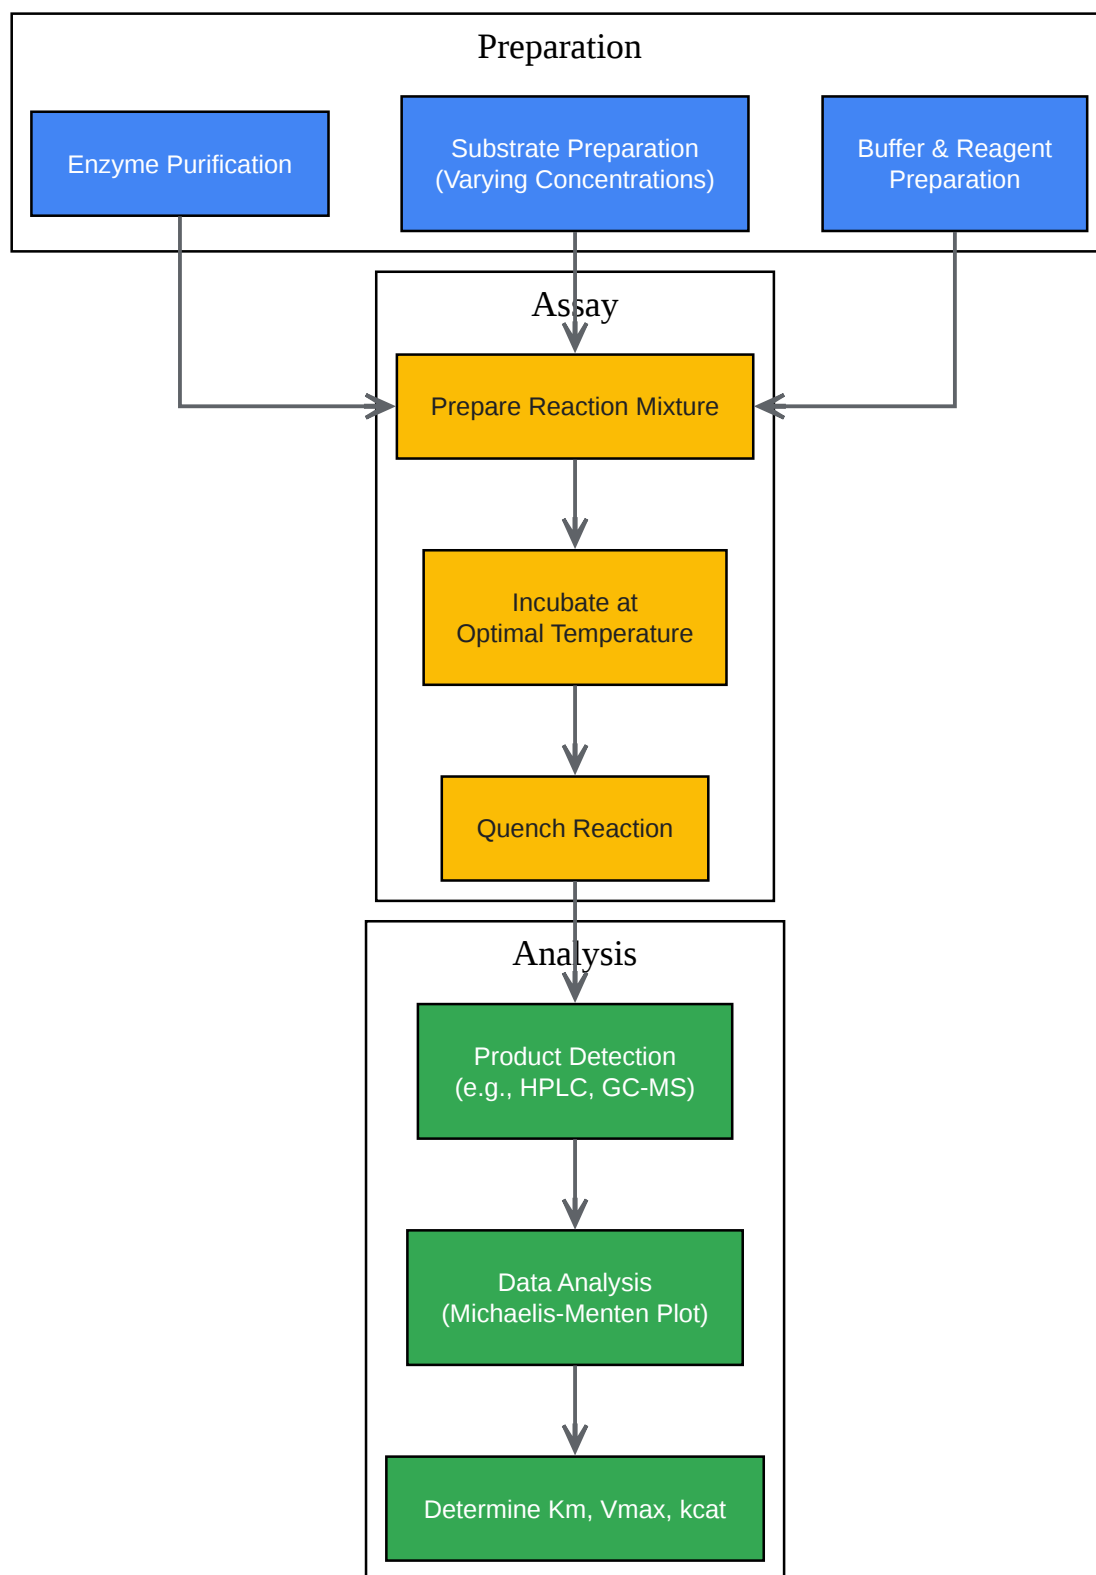 Preparation
Enzyme Purification
Substrate Preparation
(Varying Concentrations)
Buffer & Reagent
Preparation
Assay
Prepare Reaction Mixture
Incubate at
Optimal Temperature
Quench Reaction
Analysis
Product Detection
(e.g., HPLC, GC-MS)
Data Analysis
(Michaelis-Menten Plot)
Determine Km, Vmax, kcat